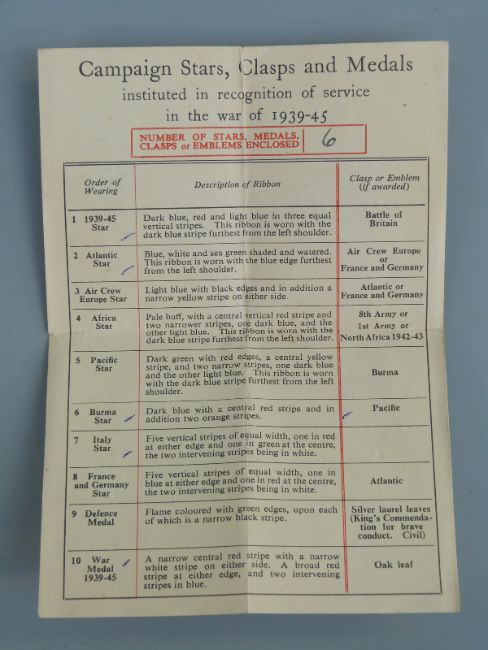 Campaign Stars, Clasps and Medals
instituted in recognition of service
in the war of 1939-45
NUMBER OF STARS, MEDALS,
CLASPS or EMBLEMS ENCLOSED
6
Order of
Wearing
Description of Ribbon
Clasp or Emblem
(if awarded)
1 1939-45
Star
Dark blue, red and light blue in three equal
vertical stripes. This ribbon is worn with the
dark blue stripe furthest from the left shoulder.
Battle of
Britain
2 Atlantic
Star
Blue, white and sea green shaded and watered.
This ribbon is worn with the blue edge furthest
from the left shoulder.
Air Crew Europe
or
France and Germany
3 Air Crew
Europe Star
Light blue with black edges and in addition a
narrow yellow stripe on either side.
Atlantic or
France and Germany
4 Africa
Star
Pale buff, with a central vertical red stripe and
two narrower stripes, one dark blue, and the
other light blue. This ribbon is worn with the
dark blue stripe furthest from the left shoulder.
8th Army or
1st Army or
North Africa 1942-43
5 Pacific
Star
Dark green with red edges, a central yellow
stripe, and two narrow stripes, one dark blue
and the other light blue. This ribbon is worn
with the dark blue stripe furthest from the left
shoulder.
Burma
6 Burma
Star
Dark blue with a central red stripe and in
addition two orange stripes.
Pacific
7 Italy
Star
Five vertical stripes of equal width, one in red
at either edge and one in green at the centre,
the two intervening stripes being in white.
8 France
and Germany
Star
Five vertical stripes of equal width, one in
blue at either edge and one in red at the centre,
the two intervening stripes being in white.
Atlantic
9 Defence
Medal
Flame coloured with green edges, upon each
of which is a narrow black stripe.
Silver laurel leaves
(King's Commenda-
tion for brave
conduct. Civil)
10 War
Medal
1939-45
A narrow central red stripe with a narrow
white stripe on either side. A broad red
stripe at either edge, and two intervening
stripes in blue.
Oak leaf